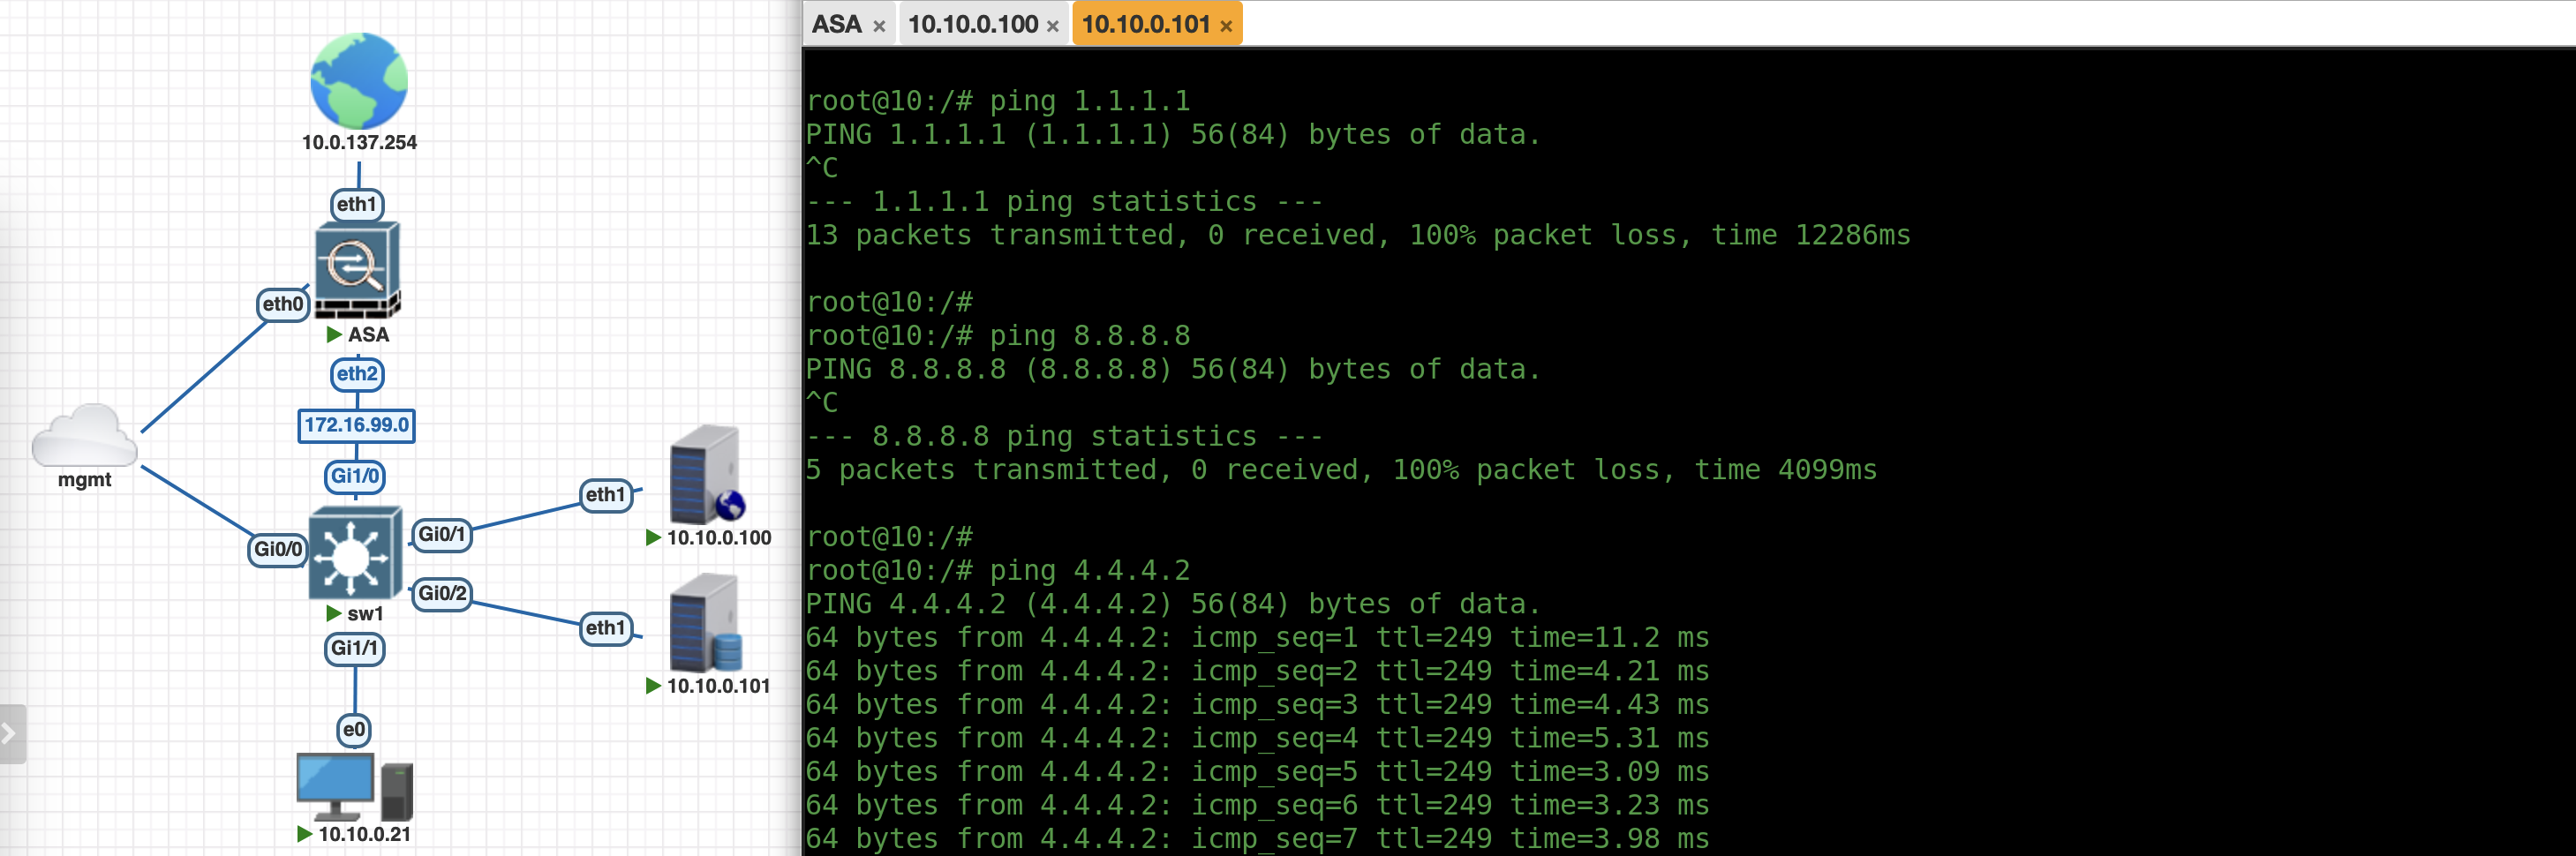 10.0.137.254
eth1
eth0
ASA
eth2
172.16.99.0
mgmt
Gi1/0
eth1
Gi0/1
10.10.0.100
Gi0/0
Gi0/2
sw1
eth1
Gi1/1
10.10.0.101
e0
10.10.0.21
ASA × 10.10.0.100 × 10.10.0.101 ×
root@10:/# ping 1.1.1.1
PING 1.1.1.1 (1.1.1.1) 56(84) bytes of data.
^C
--- 1.1.1.1 ping statistics ---
13 packets transmitted, 0 received, 100% packet loss, time 12286ms
root@10:/#
root@10:/# ping 8.8.8.8
PING 8.8.8.8 (8.8.8.8) 56(84) bytes of data.
^C
--- 8.8.8.8 ping statistics ---
5 packets transmitted, 0 received, 100% packet loss, time 4099ms
root@10:/#
root@10:/# ping 4.4.4.2
PING 4.4.4.2 (4.4.4.2) 56(84) bytes of data.
64 bytes from 4.4.4.2: icmp_seq=1 ttl=249 time=11.2 ms
64 bytes from 4.4.4.2: icmp_seq=2 ttl=249 time=4.21 ms
64 bytes from 4.4.4.2: icmp_seq=3 ttl=249 time=4.43 ms
64 bytes from 4.4.4.2: icmp_seq=4 ttl=249 time=5.31 ms
64 bytes from 4.4.4.2: icmp_seq=5 ttl=249 time=3.09 ms
64 bytes from 4.4.4.2: icmp_seq=6 ttl=249 time=3.23 ms
64 bytes from 4.4.4.2: icmp_seq=7 ttl=249 time=3.98 ms